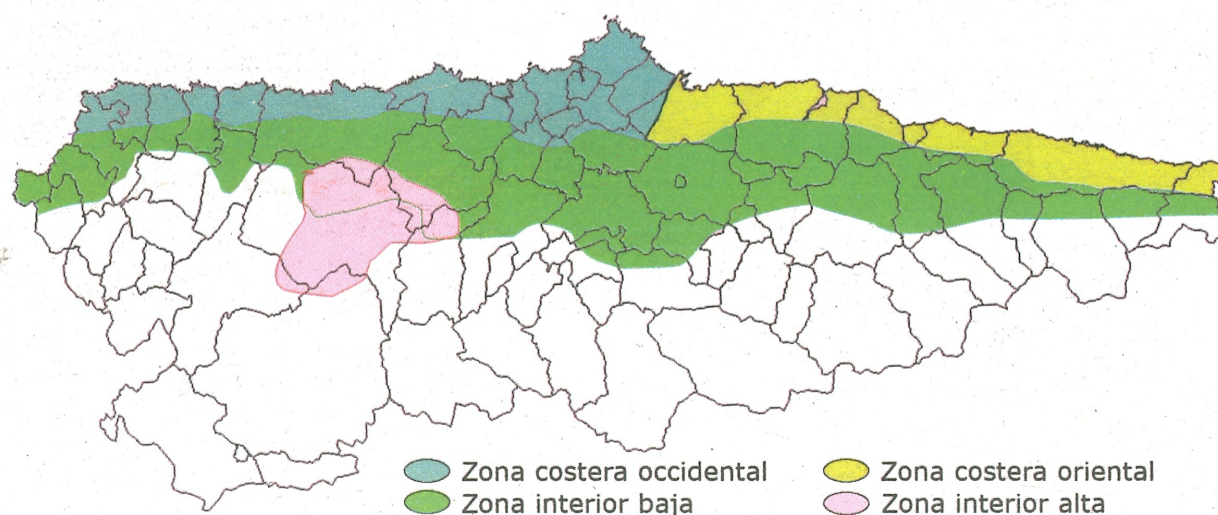 Zona costera occidental
Zona costera oriental
Zona interior baja
Zona interior alta